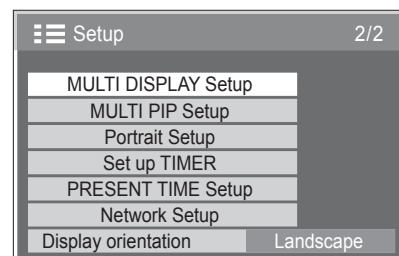 Setup 2/2
MULTI DISPLAY Setup
MULTI PIP Setup
Portrait Setup
Set up TIMER
PRESENT TIME Setup
Network Setup
Display orientation Landscape